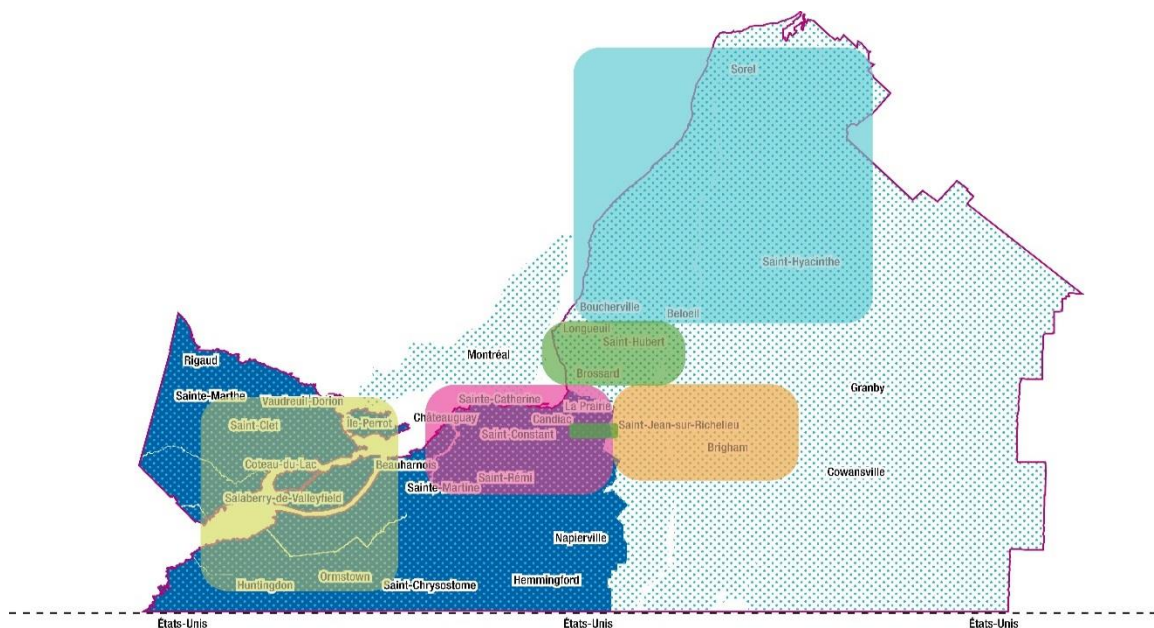 Sorel
Saint-Hyacinthe
Boucherville
Beloeil
Longueuil
Saint-Hubert
Montréal
Rigaud
Brossard
Granby
Sainte-Marthe
Vaudreuil-Dorion
Sainte-Catherine
La Prairie
Saint-Clet
Île-Perrot
Châteauguay
Candiac
Saint-Jean-sur-Richelieu
Saint-Constant
Brigham
Coteau-du-Lac
Beauharnois
Cowansville
Saint-Rémi
Sainte-Martine
Salaberry-de-Valleyfield
Napierville
Ormstown
Hemmingford
Huntingdon
Saint-Chrysostome
États-Unis
États-Unis
États-Unis